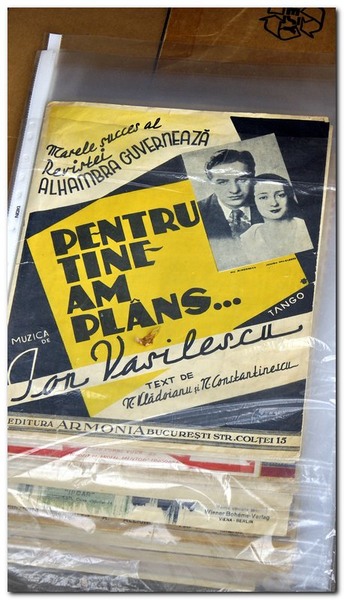 Marele succes al
Revistei
ALHAMBRA GUVERNEAZĂ
PENTRU
TINE-
AM
PLÂNS...
MUZICA
DE
TANGO
Ion Vasilescu
TEXT DE
N. Vlădoianu și N. Constantinescu
EDITURA ARMONIA BUCUREȘTI STR. COLȚEI 15
Wiener Bohême-Verlag
VIENA - BERLIN